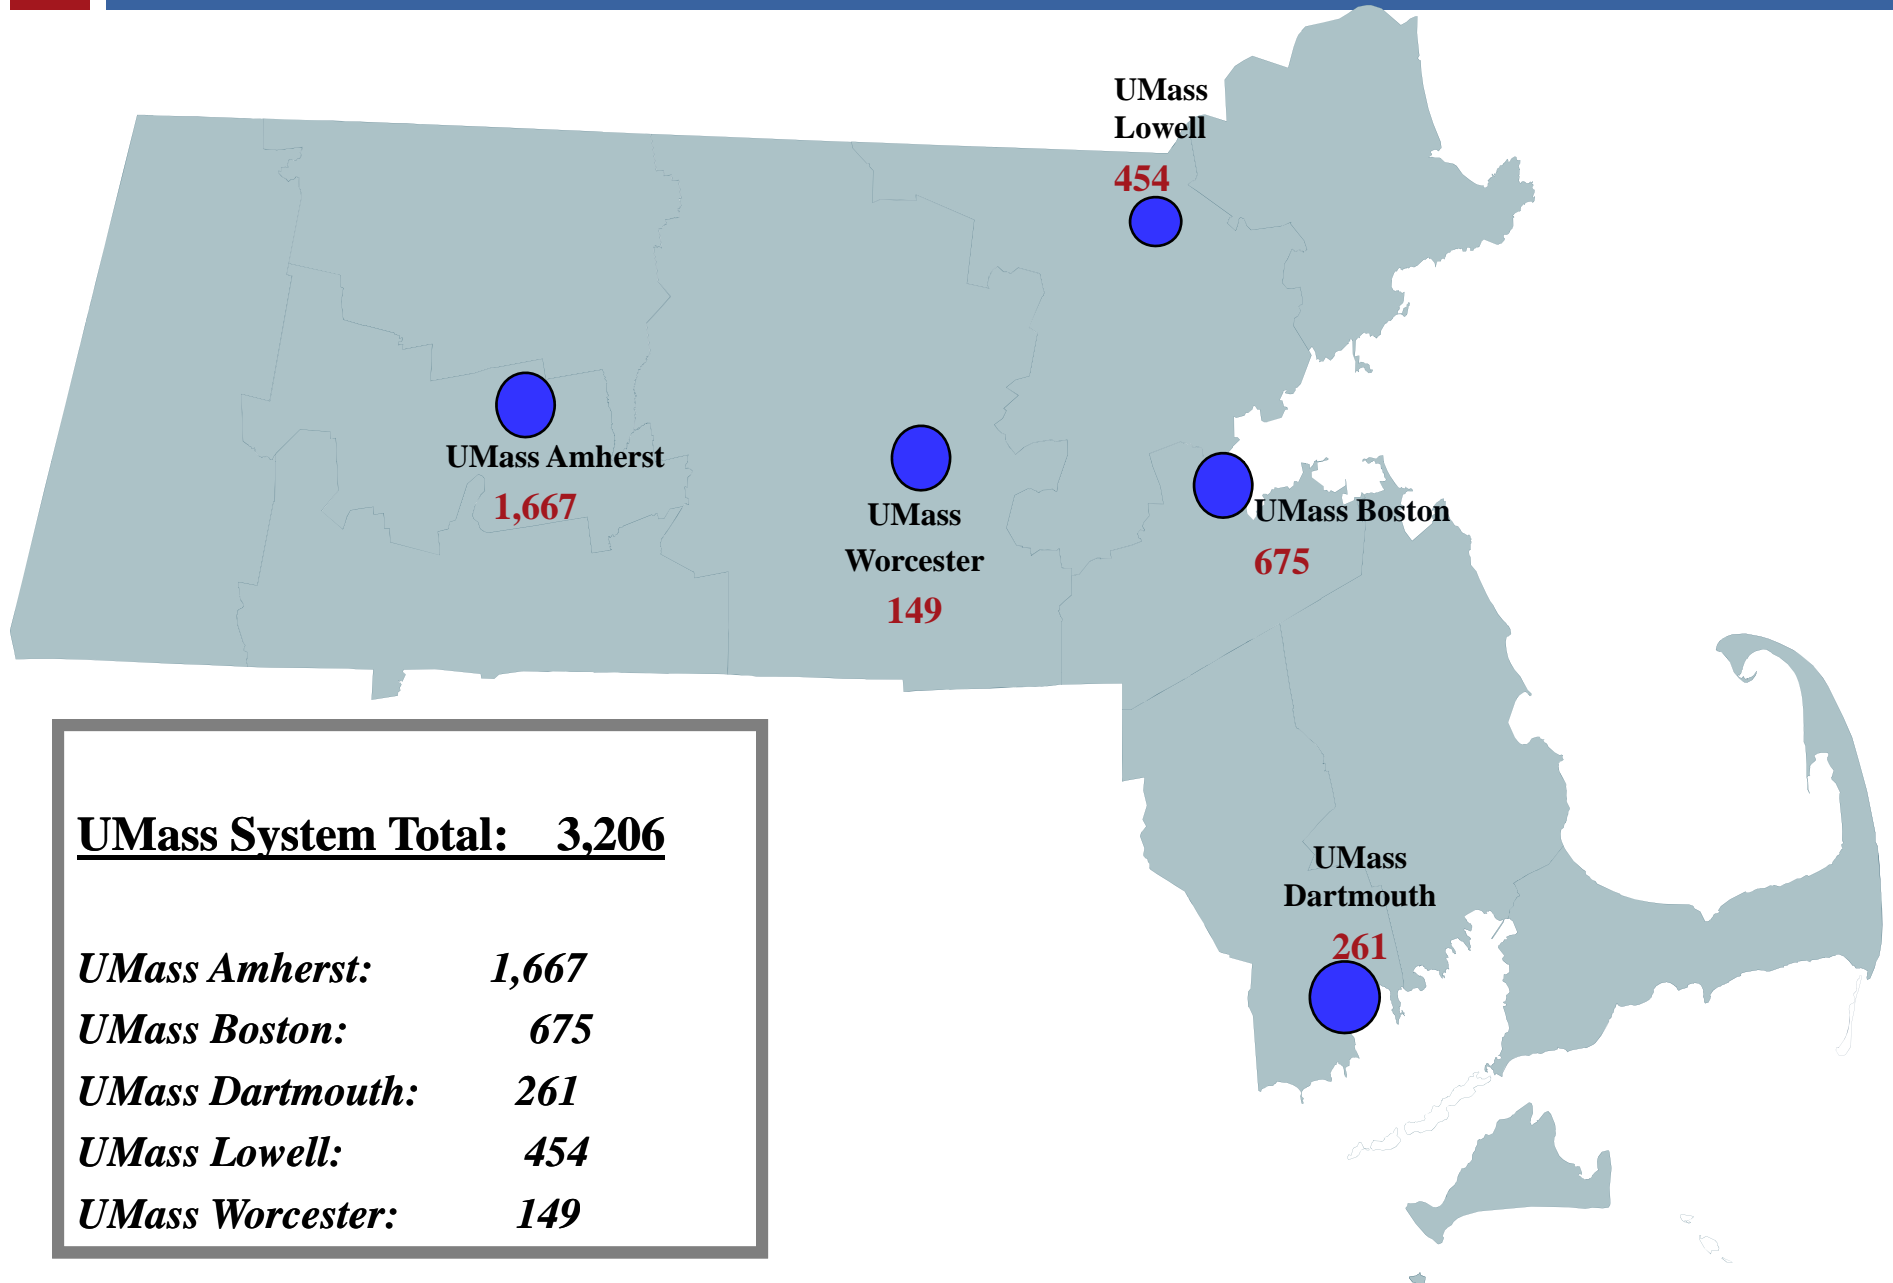 UMass
Lowell
454
UMass Amherst
1,667
UMass
Worcester
149
UMass Boston
675
UMass
Dartmouth
261
UMass System Total: 3,206
UMass Amherst: 1,667
UMass Boston: 675
UMass Dartmouth: 261
UMass Lowell: 454
UMass Worcester: 149